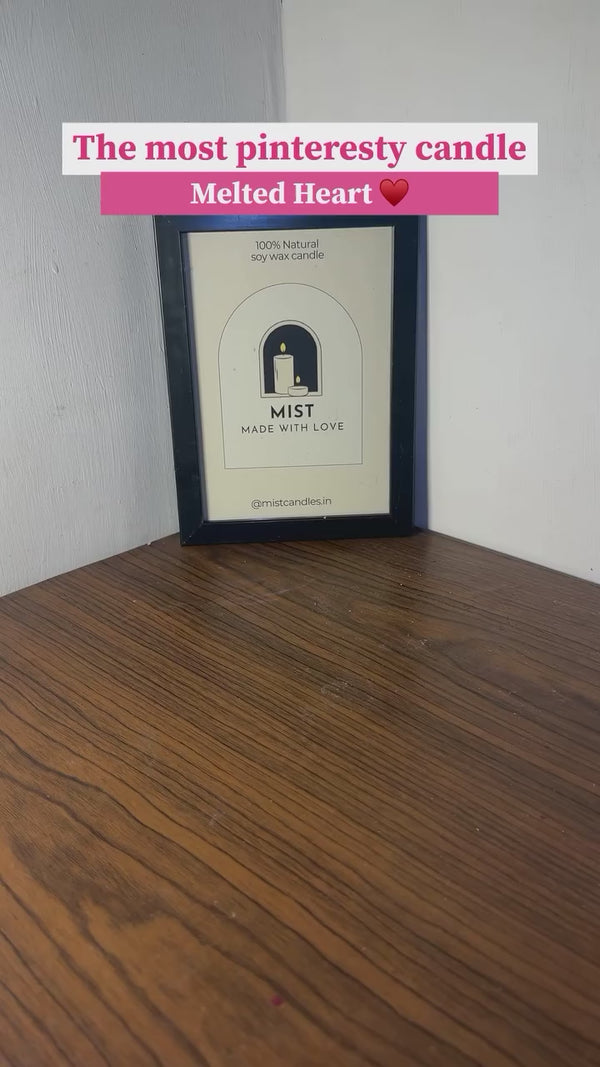 The most pinteresty candle
Melted Heart ♥️
100% Natural
soy wax candle
MIST
MADE WITH LOVE
@mistcandles.in